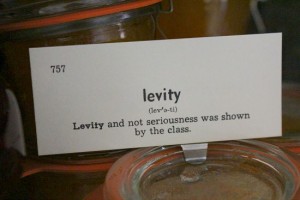 757
levity
(lev'ə-ti)
Levity and not seriousness was shown
by the class.